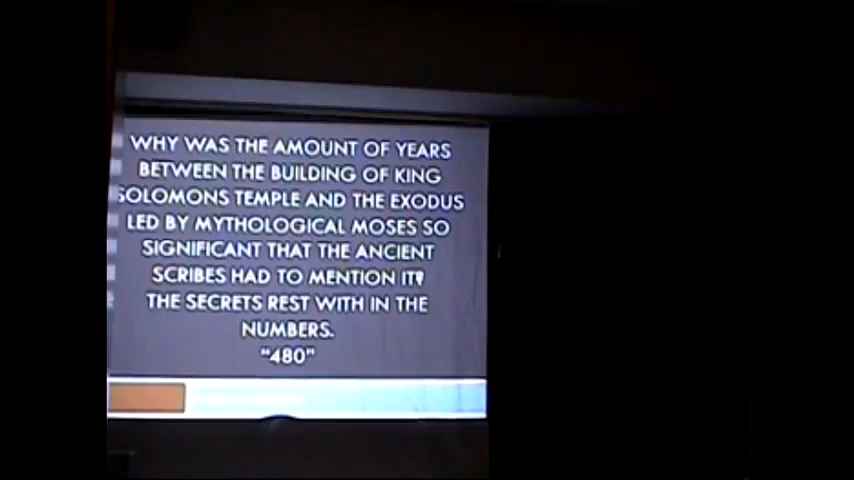 WHY WAS THE AMOUNT OF YEARS
BETWEEN THE BUILDING OF KING
SOLOMONS TEMPLE AND THE EXODUS
LED BY MYTHOLOGICAL MOSES SO
SIGNIFICANT THAT THE ANCIENT
SCRIBES HAD TO MENTION IT?
THE SECRETS REST WITH IN THE
NUMBERS.
"480"